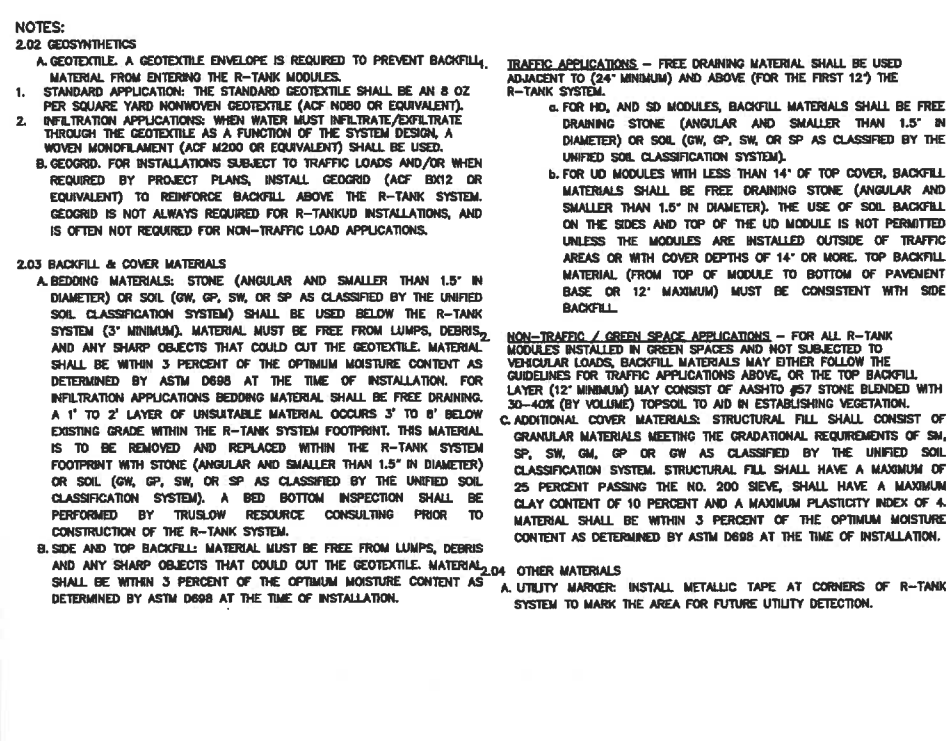 NOTES:
2.02 GEOSYNTHETICS
A. GEOTEXTILE. A GEOTEXTILE ENVELOPE IS REQUIRED TO PREVENT BACKFILL
MATERIAL FROM ENTERING THE R-TANK MODULES.
1. STANDARD APPLICATION: THE STANDARD GEOTEXTILE SHALL BE AN 8 OZ
PER SQUARE YARD NONWOVEN GEOTEXTILE (ACF N080 OR EQUIVALENT).
2. INFILTRATION APPLICATIONS: WHEN WATER MUST INFILTRATE/EXFILTRATE
THROUGH THE GEOTEXTILE AS A FUNCTION OF THE SYSTEM DESIGN, A
WOVEN MONOFILAMENT (ACF M200 OR EQUIVALENT) SHALL BE USED.
B. GEOGRID. FOR INSTALLATIONS SUBJECT TO TRAFFIC LOADS AND/OR WHEN
REQUIRED BY PROJECT PLANS, INSTALL GEOGRID (ACF BX12 OR
EQUIVALENT) TO REINFORCE BACKFILL ABOVE THE R-TANK SYSTEM.
GEOGRID IS NOT ALWAYS REQUIRED FOR R-TANKUD INSTALLATIONS, AND
IS OFTEN NOT REQUIRED FOR NON-TRAFFIC LOAD APPLICATIONS.
2.03 BACKFILL & COVER MATERIALS
A. BEDDING MATERIALS: STONE (ANGULAR AND SMALLER THAN 1.5" IN
DIAMETER) OR SOIL (GW, GP, SW, OR SP AS CLASSIFIED BY THE UNIFIED
SOIL CLASSIFICATION SYSTEM) SHALL BE USED BELOW THE R-TANK
SYSTEM (3" MINIMUM). MATERIAL MUST BE FREE FROM LUMPS, DEBRIS,
AND ANY SHARP OBJECTS THAT COULD CUT THE GEOTEXTILE. MATERIAL
SHALL BE WITHIN 3 PERCENT OF THE OPTIMUM MOISTURE CONTENT AS
DETERMINED BY ASTM D698 AT THE TIME OF INSTALLATION. FOR
INFILTRATION APPLICATIONS BEDDING MATERIAL SHALL BE FREE DRAINING.
A 1' TO 2' LAYER OF UNSUITABLE MATERIAL OCCURS 3' TO 8' BELOW
EXISTING GRADE WITHIN THE R-TANK SYSTEM FOOTPRINT. THIS MATERIAL
IS TO BE REMOVED AND REPLACED WITHIN THE R-TANK SYSTEM
FOOTPRINT WITH STONE (ANGULAR AND SMALLER THAN 1.5" IN DIAMETER)
OR SOIL (GW, GP, SW, OR SP AS CLASSIFIED BY THE UNIFIED SOIL
CLASSIFICATION SYSTEM). A BED BOTTOM INSPECTION SHALL BE
PERFORMED BY TRUSLOW RESOURCE CONSULTING PRIOR TO
CONSTRUCTION OF THE R-TANK SYSTEM.
B. SIDE AND TOP BACKFILL: MATERIAL MUST BE FREE FROM LUMPS, DEBRIS
AND ANY SHARP OBJECTS THAT COULD CUT THE GEOTEXTILE. MATERIAL
SHALL BE WITHIN 3 PERCENT OF THE OPTIMUM MOISTURE CONTENT AS
DETERMINED BY ASTM D698 AT THE TIME OF INSTALLATION.
1. TRAFFIC APPLICATIONS - FREE DRAINING MATERIAL SHALL BE USED
ADJACENT TO (24" MINIMUM) AND ABOVE (FOR THE FIRST 12") THE
R-TANK SYSTEM.
a. FOR HD, AND SD MODULES, BACKFILL MATERIALS SHALL BE FREE
DRAINING STONE (ANGULAR AND SMALLER THAN 1.5" IN
DIAMETER) OR SOIL (GW, GP, SW, OR SP AS CLASSIFIED BY THE
UNIFIED SOIL CLASSIFICATION SYSTEM).
b. FOR UD MODULES WITH LESS THAN 14" OF TOP COVER, BACKFILL
MATERIALS SHALL BE FREE DRAINING STONE (ANGULAR AND
SMALLER THAN 1.5" IN DIAMETER). THE USE OF SOIL BACKFILL
ON THE SIDES AND TOP OF THE UD MODULE IS NOT PERMITTED
UNLESS THE MODULES ARE INSTALLED OUTSIDE OF TRAFFIC
AREAS OR WITH COVER DEPTHS OF 14" OR MORE. TOP BACKFILL
MATERIAL (FROM TOP OF MODULE TO BOTTOM OF PAVEMENT
BASE OR 12" MAXIMUM) MUST BE CONSISTENT WITH SIDE
BACKFILL.
2. NON-TRAFFIC / GREEN SPACE APPLICATIONS - FOR ALL R-TANK
MODULES INSTALLED IN GREEN SPACES AND NOT SUBJECTED TO
VEHICULAR LOADS, BACKFILL MATERIALS MAY EITHER FOLLOW THE
GUIDELINES FOR TRAFFIC APPLICATIONS ABOVE, OR THE TOP BACKFILL
LAYER (12" MINIMUM) MAY CONSIST OF AASHTO #57 STONE BLENDED WITH
30-40% (BY VOLUME) TOPSOIL TO AID IN ESTABLISHING VEGETATION.
C. ADDITIONAL COVER MATERIALS: STRUCTURAL FILL SHALL CONSIST OF
GRANULAR MATERIALS MEETING THE GRADATIONAL REQUIREMENTS OF SM,
SP, SW, GM, GP OR GW AS CLASSIFIED BY THE UNIFIED SOIL
CLASSIFICATION SYSTEM. STRUCTURAL FILL SHALL HAVE A MAXIMUM OF
25 PERCENT PASSING THE NO. 200 SIEVE, SHALL HAVE A MAXIMUM
CLAY CONTENT OF 10 PERCENT AND A MAXIMUM PLASTICITY INDEX OF 4.
MATERIAL SHALL BE WITHIN 3 PERCENT OF THE OPTIMUM MOISTURE
CONTENT AS DETERMINED BY ASTM D698 AT THE TIME OF INSTALLATION.
2.04 OTHER MATERIALS
A. UTILITY MARKER: INSTALL METALLIC TAPE AT CORNERS OF R-TANK
SYSTEM TO MARK THE AREA FOR FUTURE UTILITY DETECTION.